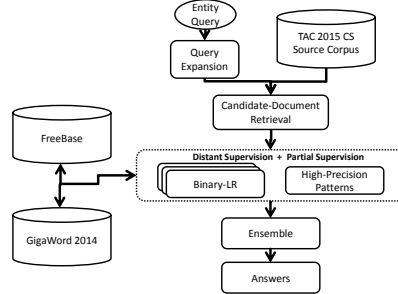 Entity
Query
Query
Expansion
TAC 2015 CS
Source Corpus
Candidate-Document
Retrieval
FreeBase
Distant Supervision + Partial Supervision
Binary-LR
High-Precision
Patterns
GigaWord 2014
Ensemble
Answers